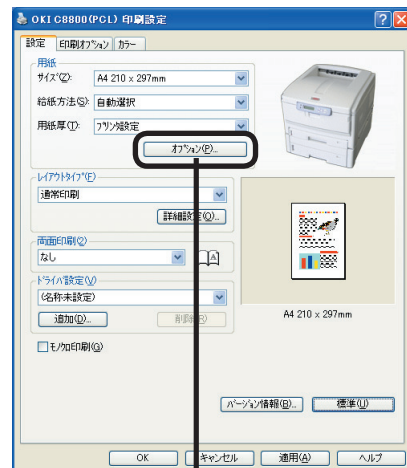 OKI C8800(PCL) 印刷設定
設定 印刷オプション カラー
用紙
サイズ(Z): A4 210 x 297mm
給紙方法(S): 自動選択
用紙厚(T): プリンタ設定
オプション(P)...
レイアウトタイプ(F)
通常印刷
詳細設定(O)...
両面印刷(2)
なし
A
ドライバ設定(V)
(名称未設定)
追加(D)... 削除(R)
A4 210 x 297mm
モノクロ印刷(G)
バージョン情報(B)... 標準(U)
OK キャンセル 適用(A) ヘルプ